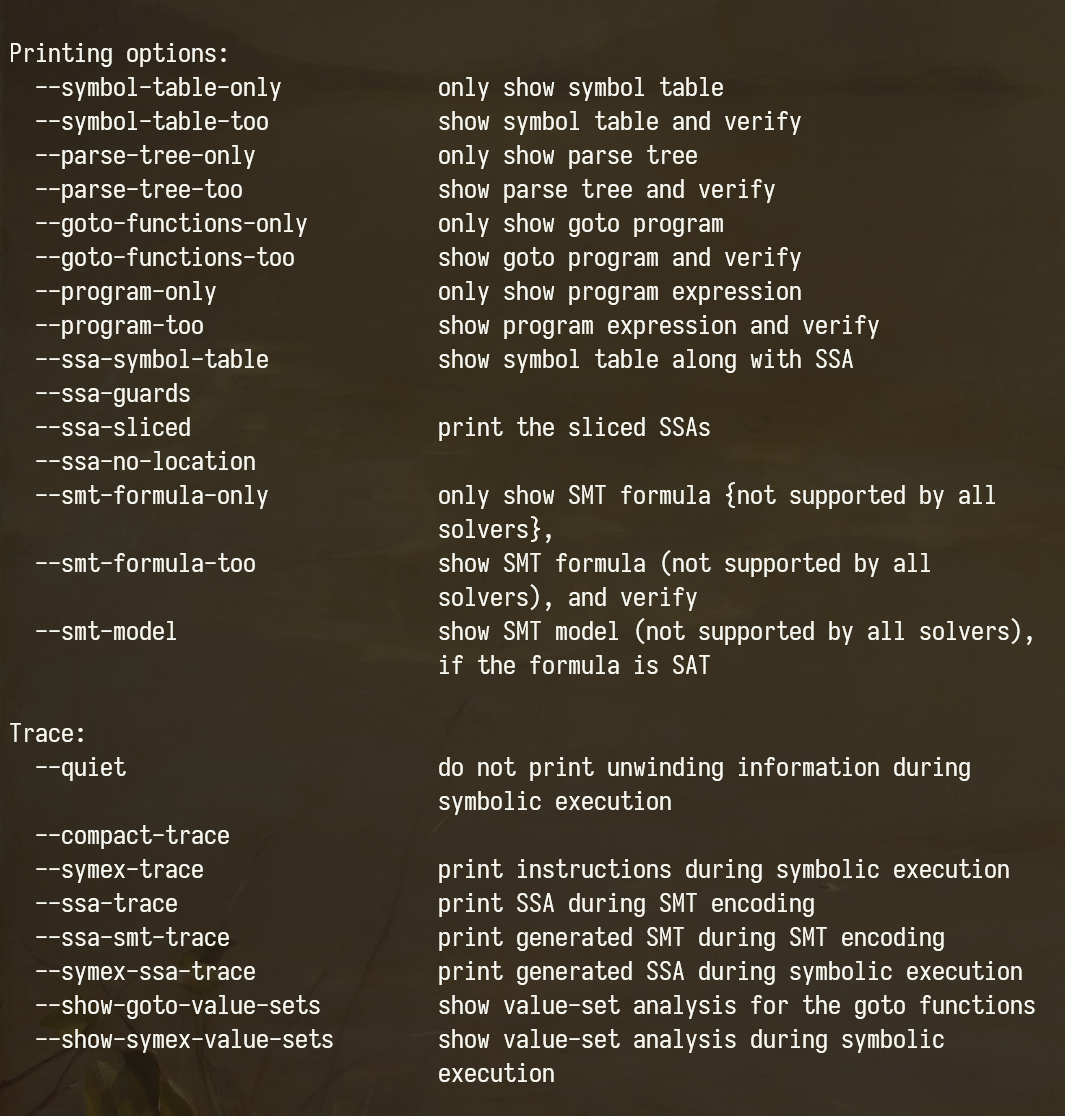 Printing options:
  --symbol-table-only            only show symbol table
  --symbol-table-too             show symbol table and verify
  --parse-tree-only              only show parse tree
  --parse-tree-too               show parse tree and verify
  --goto-functions-only          only show goto program
  --goto-functions-too           show goto program and verify
  --program-only                 only show program expression
  --program-too                  show program expression and verify
  --ssa-symbol-table             show symbol table along with SSA
  --ssa-guards
  --ssa-sliced                   print the sliced SSAs
  --ssa-no-location
  --smt-formula-only             only show SMT formula {not supported by all
                                 solvers},
  --smt-formula-too              show SMT formula (not supported by all
                                 solvers), and verify
  --smt-model                    show SMT model (not supported by all solvers),
                                 if the formula is SAT

Trace:
  --quiet                        do not print unwinding information during
                                 symbolic execution
  --compact-trace
  --symex-trace                  print instructions during symbolic execution
  --ssa-trace                    print SSA during SMT encoding
  --ssa-smt-trace                print generated SMT during SMT encoding
  --symex-ssa-trace              print generated SSA during symbolic execution
  --show-goto-value-sets         show value-set analysis for the goto functions
  --show-symex-value-sets        show value-set analysis during symbolic
                                 execution